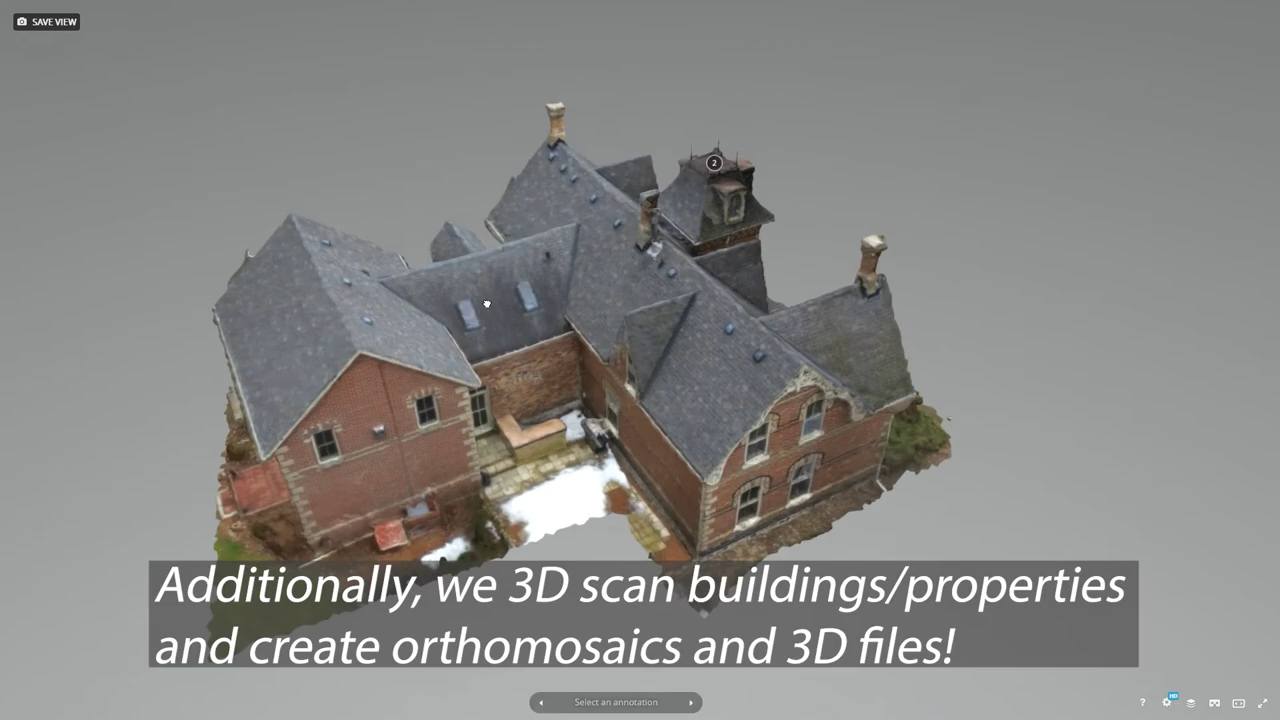 SAVE VIEW
2
Additionally, we 3D scan buildings/properties
and create orthomosaics and 3D files!
Select an annotation
?
HD